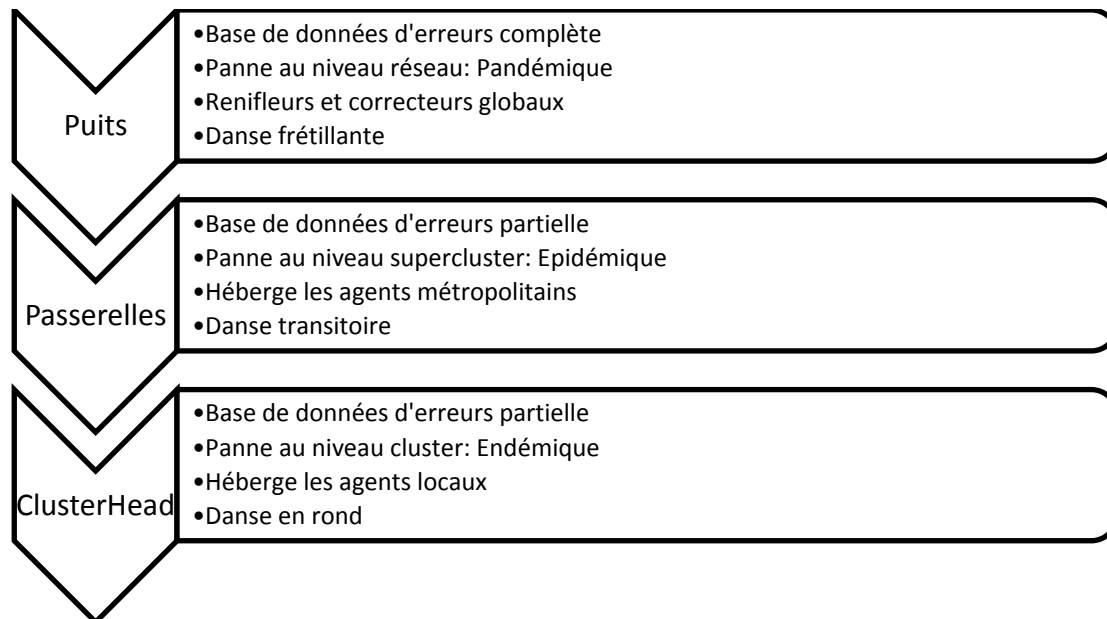 Puits
•Base de données d'erreurs complète
•Panne au niveau réseau: Pandémique
•Renifleurs et correcteurs globaux
•Danse frétillante
Passerelles
•Base de données d'erreurs partielle
•Panne au niveau supercluster: Epidémique
•Héberge les agents métropolitains
•Danse transitoire
ClusterHead
•Base de données d'erreurs partielle
•Panne au niveau cluster: Endémique
•Héberge les agents locaux
•Danse en rond